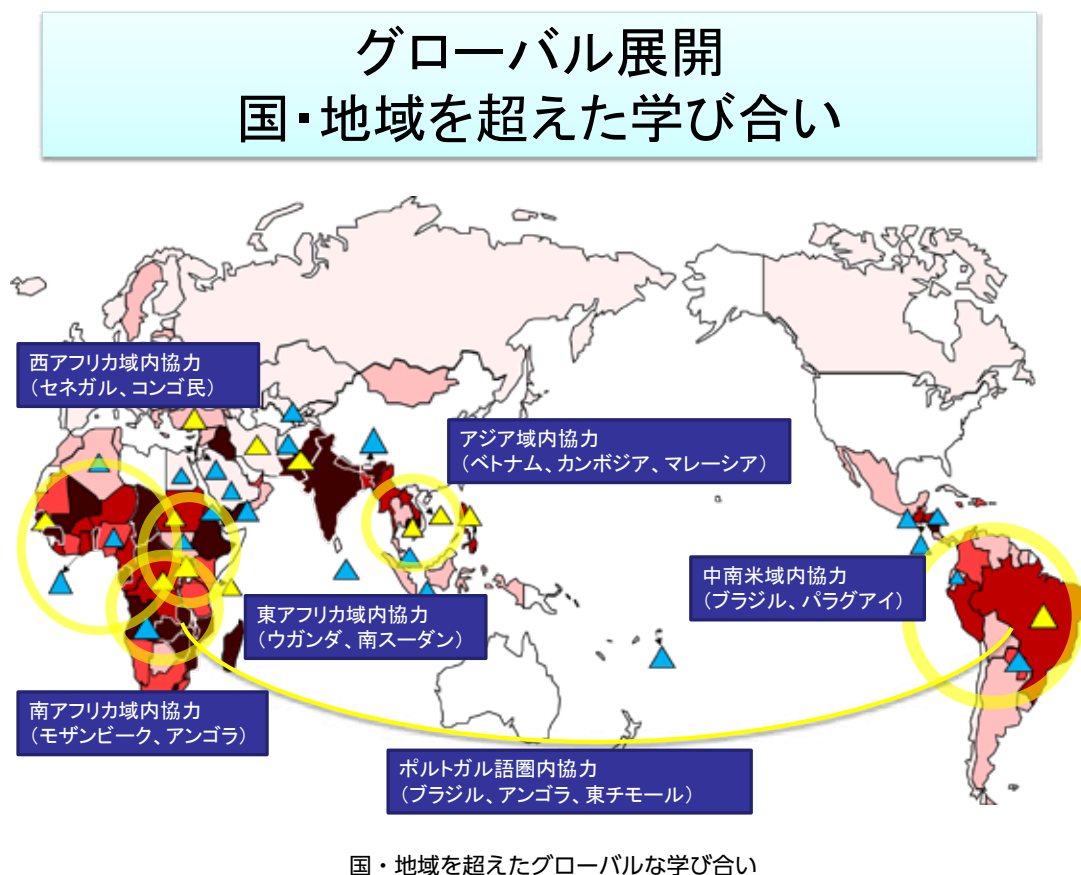 グローバル展開
国・地域を超えた学び合い
西アフリカ域内協力
（セネガル、コンゴ民）
アジア域内協力
（ベトナム、カンボジア、マレーシア）
中南米域内協力
（ブラジル、パラグアイ）
東アフリカ域内協力
（ウガンダ、南スーダン）
南アフリカ域内協力
（モザンビーク、アンゴラ）
ポルトガル語圏内協力
（ブラジル、アンゴラ、東チモール）
国・地域を超えたグローバルな学び合い